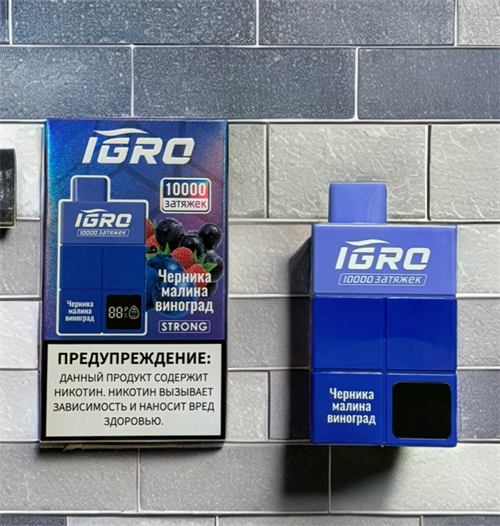 IGRO
10000
затяжек
IGRO
10000 затяжек
Черника
малина
виноград
88
Черника
малина
виноград
STRONG
ПРЕДУПРЕЖДЕНИЕ:
ДАННЫЙ ПРОДУКТ СОДЕРЖИТ
НИКОТИН. НИКОТИН ВЫЗЫВАЕТ
ЗАВИСИМОСТЬ И НАНОСИТ ВРЕД
ЗДОРОВЬЮ.
IGRO
10000 затяжек
Черника
малина
виноград